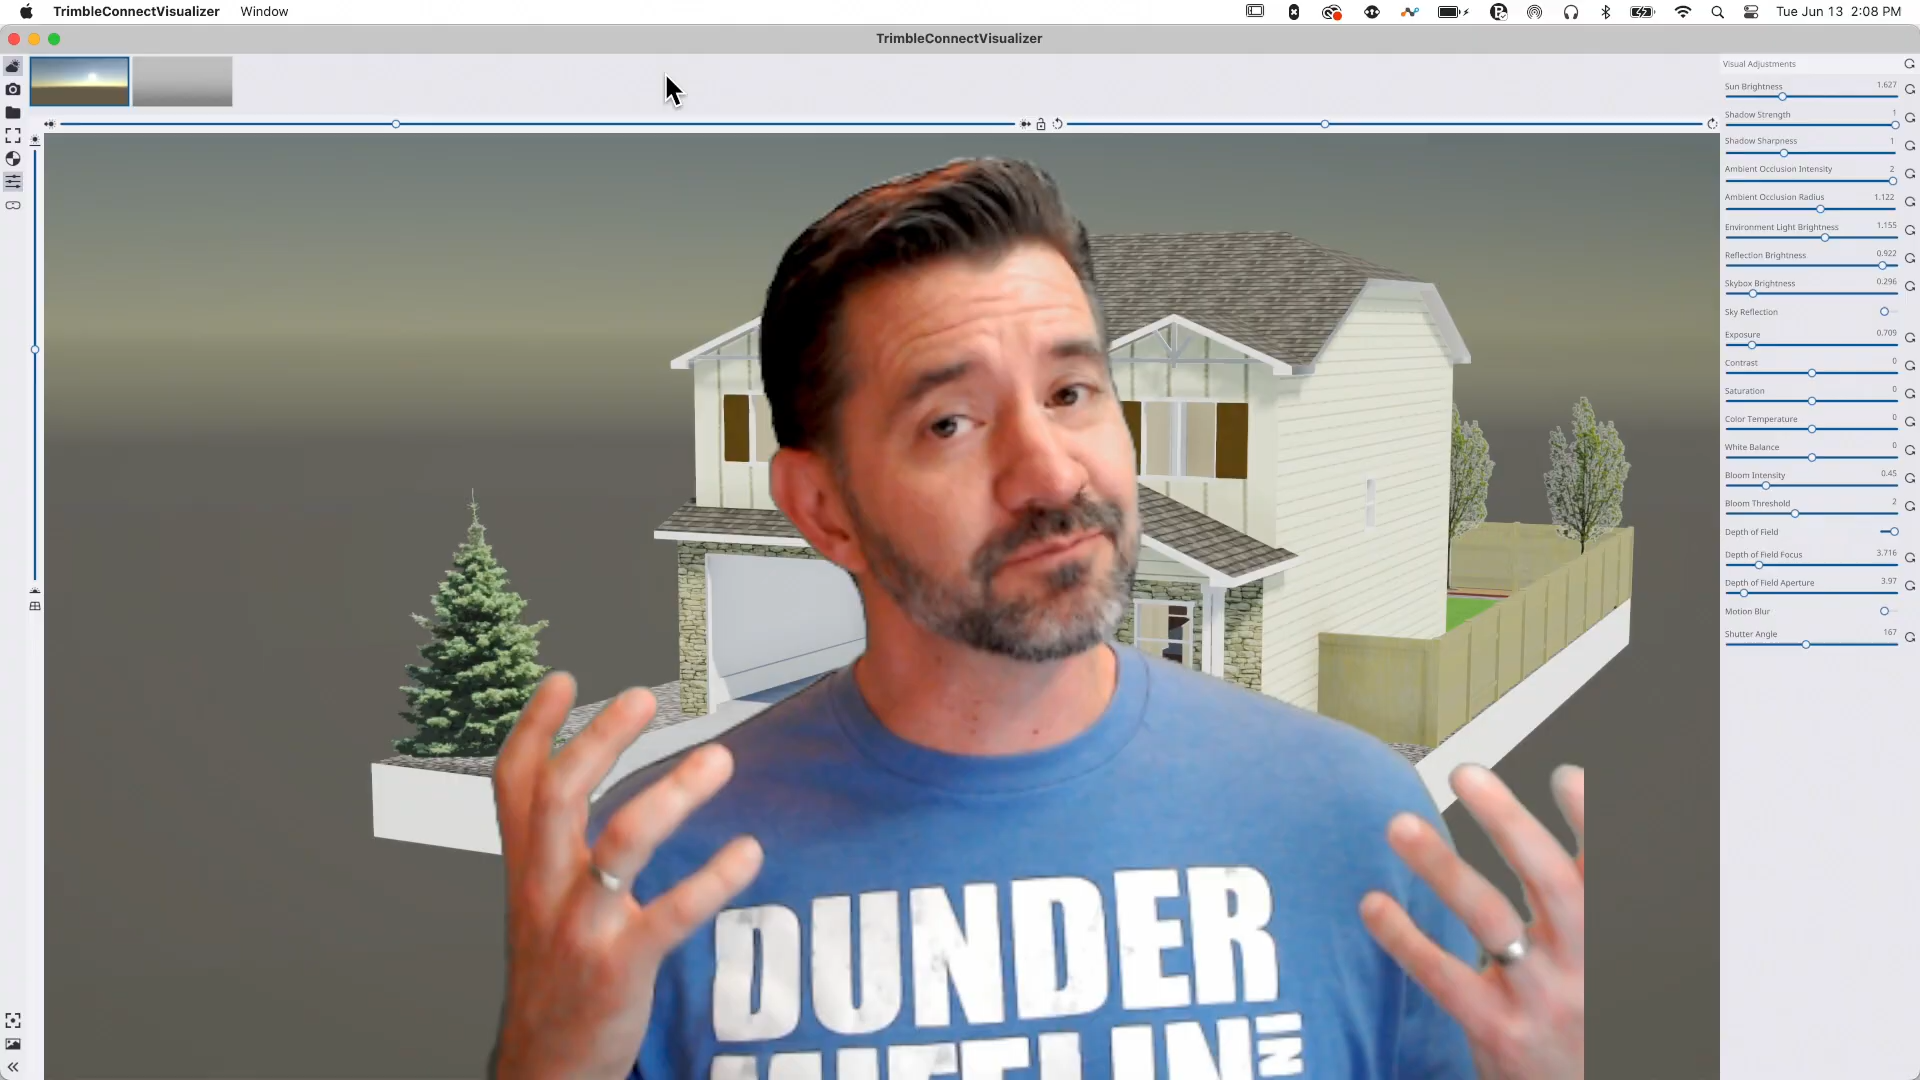 TrimbleConnectVisualizer Window Tue Jun 13 2:08 PM
TrimbleConnectVisualizer
Visual Adjustments
Sun Brightness 1.627
Shadow Strength 1
Shadow Sharpness 1
Ambient Occlusion Intensity 2
Ambient Occlusion Radius 1.122
Environment Light Brightness 1.155
Reflection Brightness 0.922
Skybox Brightness 0.296
Sky Reflection
Exposure 0.709
Contrast 0
Saturation 0
Color Temperature 0
White Balance 0
Bloom Intensity 0.45
Bloom Threshold 2
Depth of Field
Depth of Field Focus 3.716
Depth of Field Aperture 3.97
Motion Blur
Shutter Angle 167
DUNDER
MIFFLIN